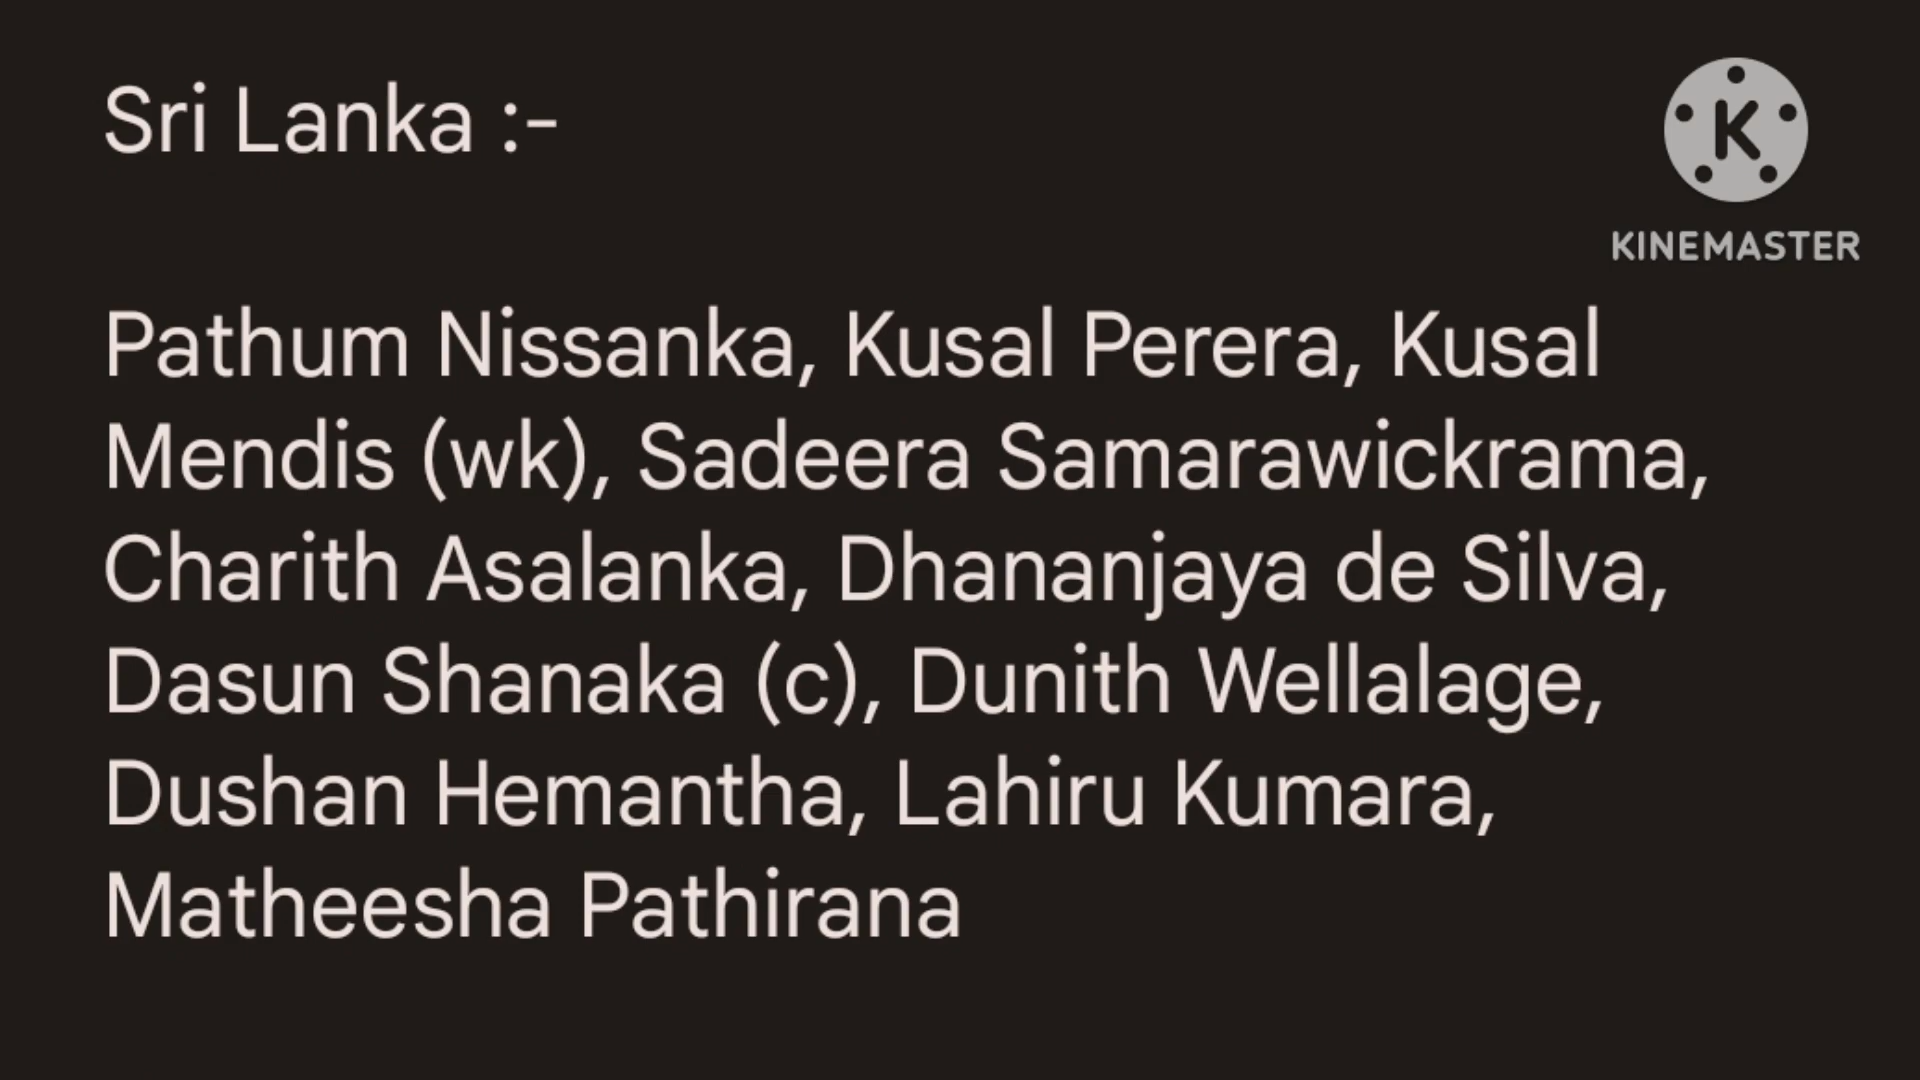 Sri Lanka :-
K
KINEMASTER
Pathum Nissanka, Kusal Perera, Kusal
Mendis (wk), Sadeera Samarawickrama,
Charith Asalanka, Dhananjaya de Silva,
Dasun Shanaka (c), Dunith Wellalage,
Dushan Hemantha, Lahiru Kumara,
Matheesha Pathirana